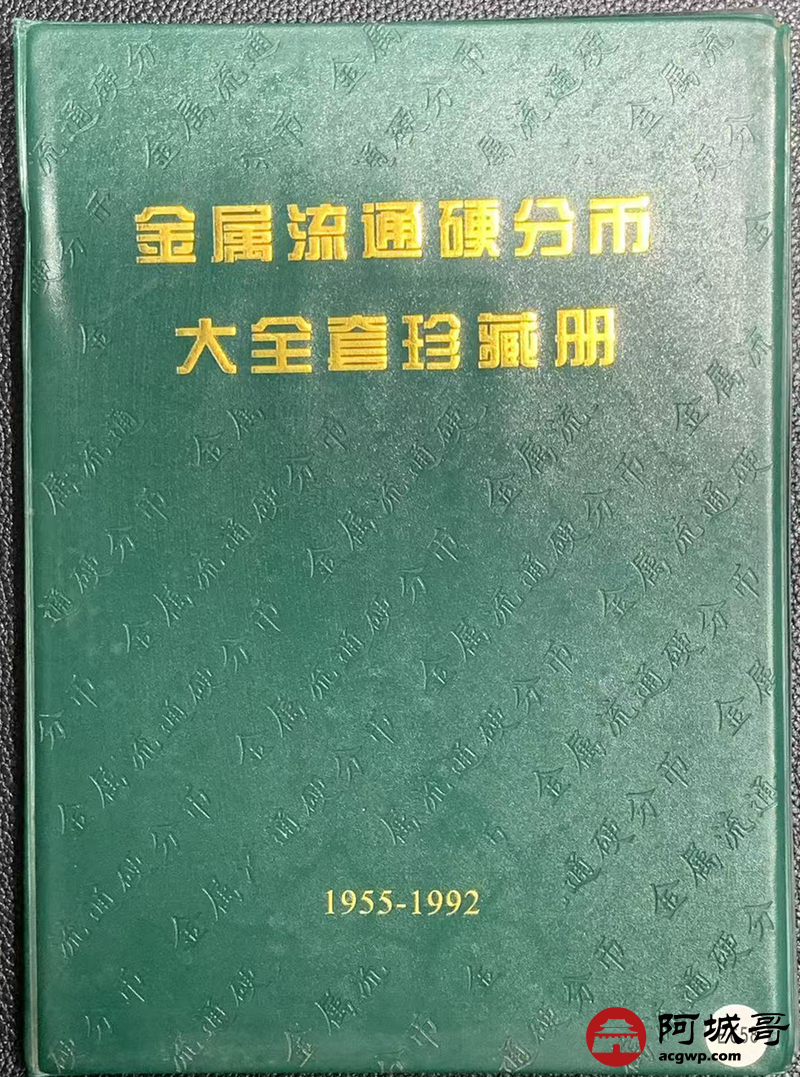 金属流通硬分币
大全套珍藏册
1955-1992
阿城哥
acgwp.com